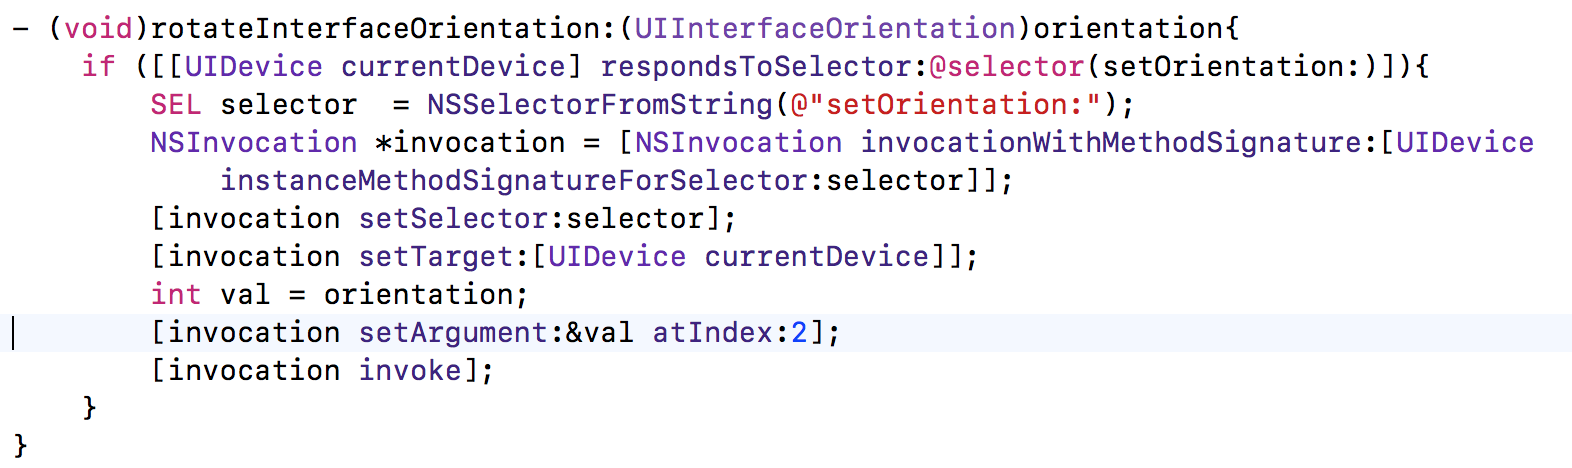 - (void)rotateInterfaceOrientation:(UIInterfaceOrientation)orientation{
    if ([[UIDevice currentDevice] respondsToSelector:@selector(setOrientation:)]){
        SEL selector  = NSSelectorFromString(@"setOrientation:");
        NSInvocation *invocation = [NSInvocation invocationWithMethodSignature:[UIDevice
            instanceMethodSignatureForSelector:selector]];
        [invocation setSelector:selector];
        [invocation setTarget:[UIDevice currentDevice]];
        int val = orientation;
        [invocation setArgument:&val atIndex:2];
        [invocation invoke];
    }
}